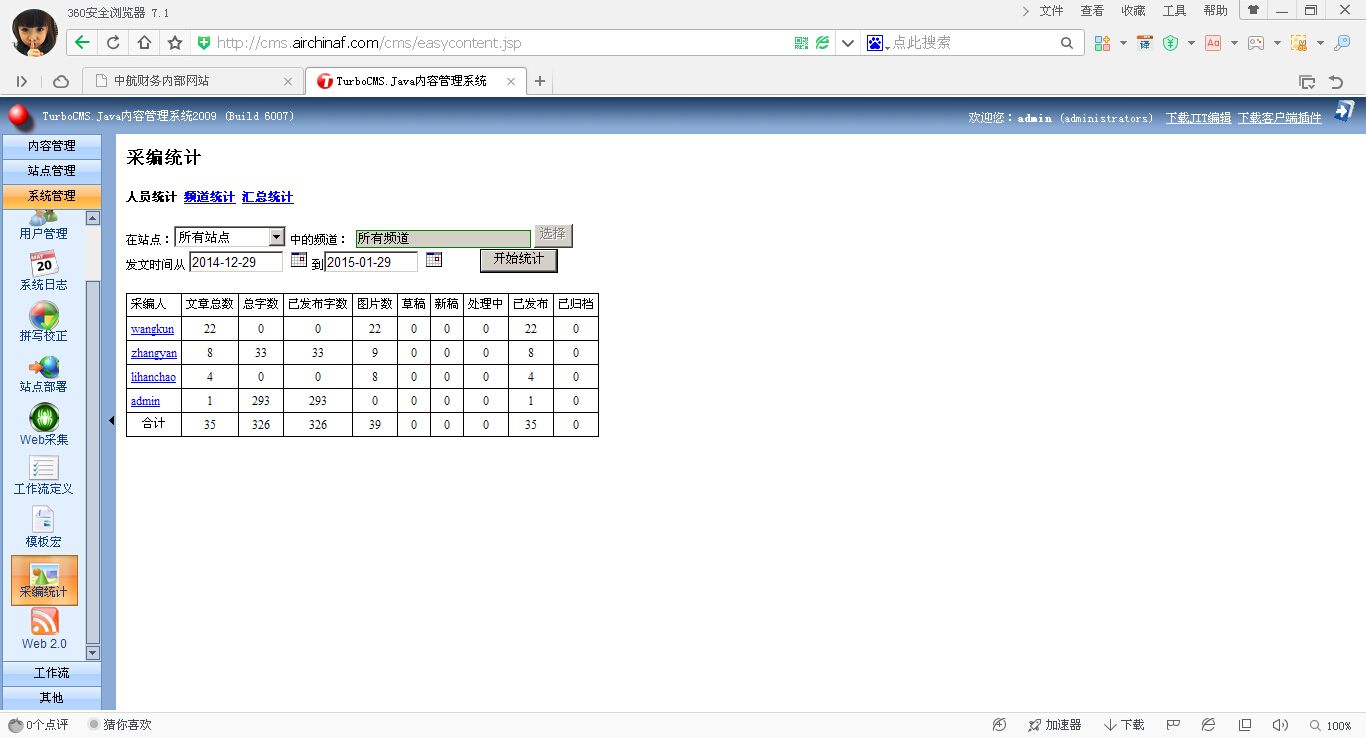 360安全浏览器 7.1
文件 查看 收藏 工具 帮助
http://cms.airchinaf.com/cms/easycontent.jsp
点此搜索
译
Aa
中航财务内部网站
TurboCMS.Java内容管理系统
TurboCMS.Java内容管理系统2009 (Build 6007)
欢迎您：admin (administrators) 下载JIT编辑 下载客户端插件
内容管理
站点管理
系统管理
用户管理
MAY
20
系统日志
拼写校正
站点部署
Web采集
工作流定义
模板宏
采编统计
Web 2.0
工作流
其他
采编统计
人员统计 频道统计 汇总统计
在站点： 所有站点 中的频道： 所有频道 选择
发文时间从 2014-12-29 到 2015-01-29 开始统计
采编人 文章总数 总字数 已发布字数 图片数 草稿 新稿 处理中 已发布 已归档
wangkun 22 0 0 22 0 0 0 22 0
zhangyan 8 33 33 9 0 0 0 8 0
lihanchao 4 0 0 8 0 0 0 4 0
admin 1 293 293 0 0 0 0 1 0
合计 35 326 326 39 0 0 0 35 0
0个点评 猜你喜欢
加速器 下载 100%